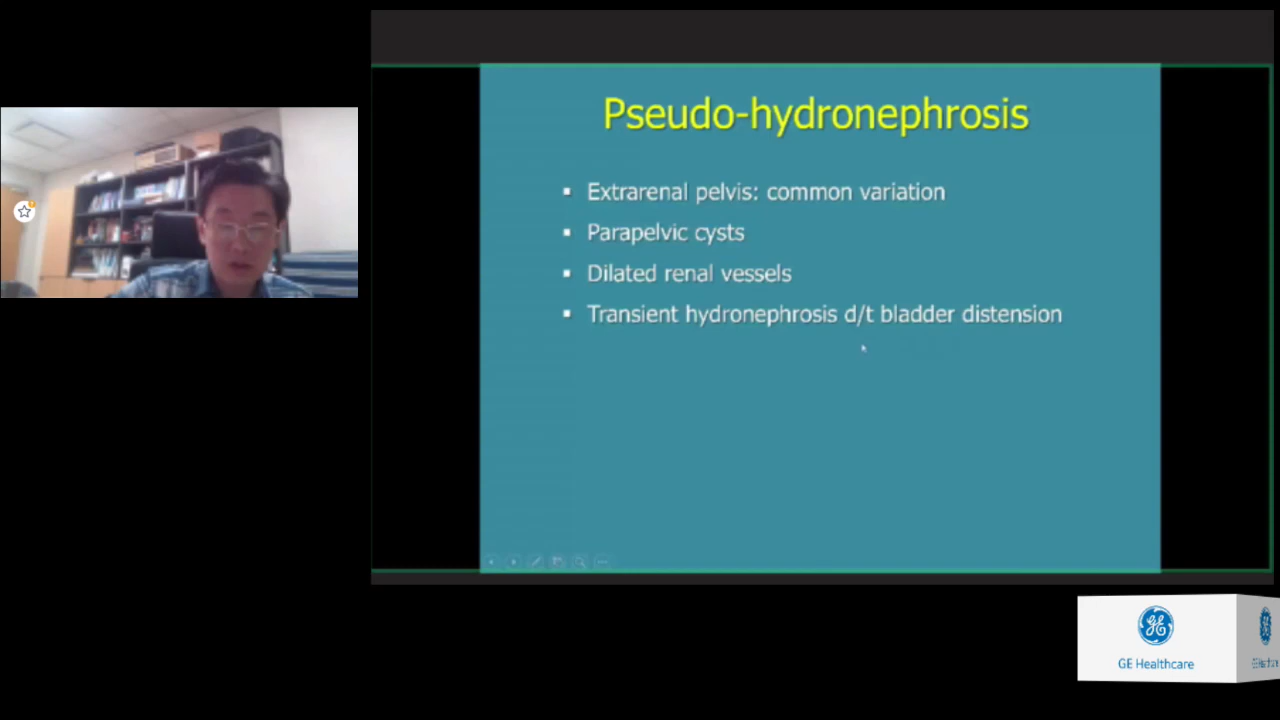 Pseudo-hydronephrosis
▪ Extrarenal pelvis: common variation
▪ Parapelvic cysts
▪ Dilated renal vessels
▪ Transient hydronephrosis d/t bladder distension
GE Healthcare